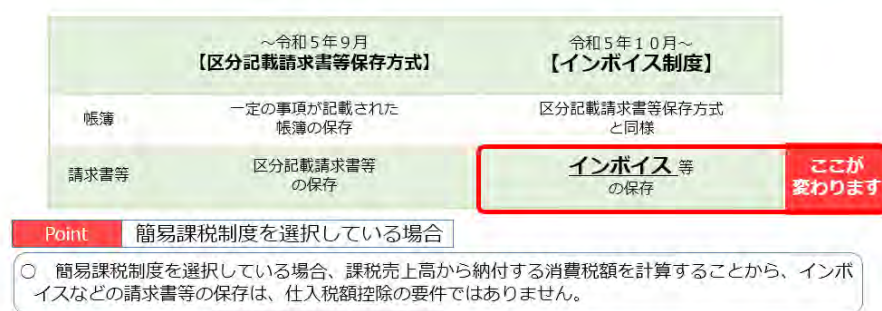 ～令和５年９月
【区分記載請求書等保存方式】
令和５年１０月～
【インボイス制度】
帳簿
一定の事項が記載された
帳簿の保存
区分記載請求書等保存方式
と同様
請求書等
区分記載請求書等
の保存
インボイス 等
の保存
ここが
変わります
Point 簡易課税制度を選択している場合
○　簡易課税制度を選択している場合、課税売上高から納付する消費税額を計算することから、インボ
イスなどの請求書等の保存は、仕入税額控除の要件ではありません。